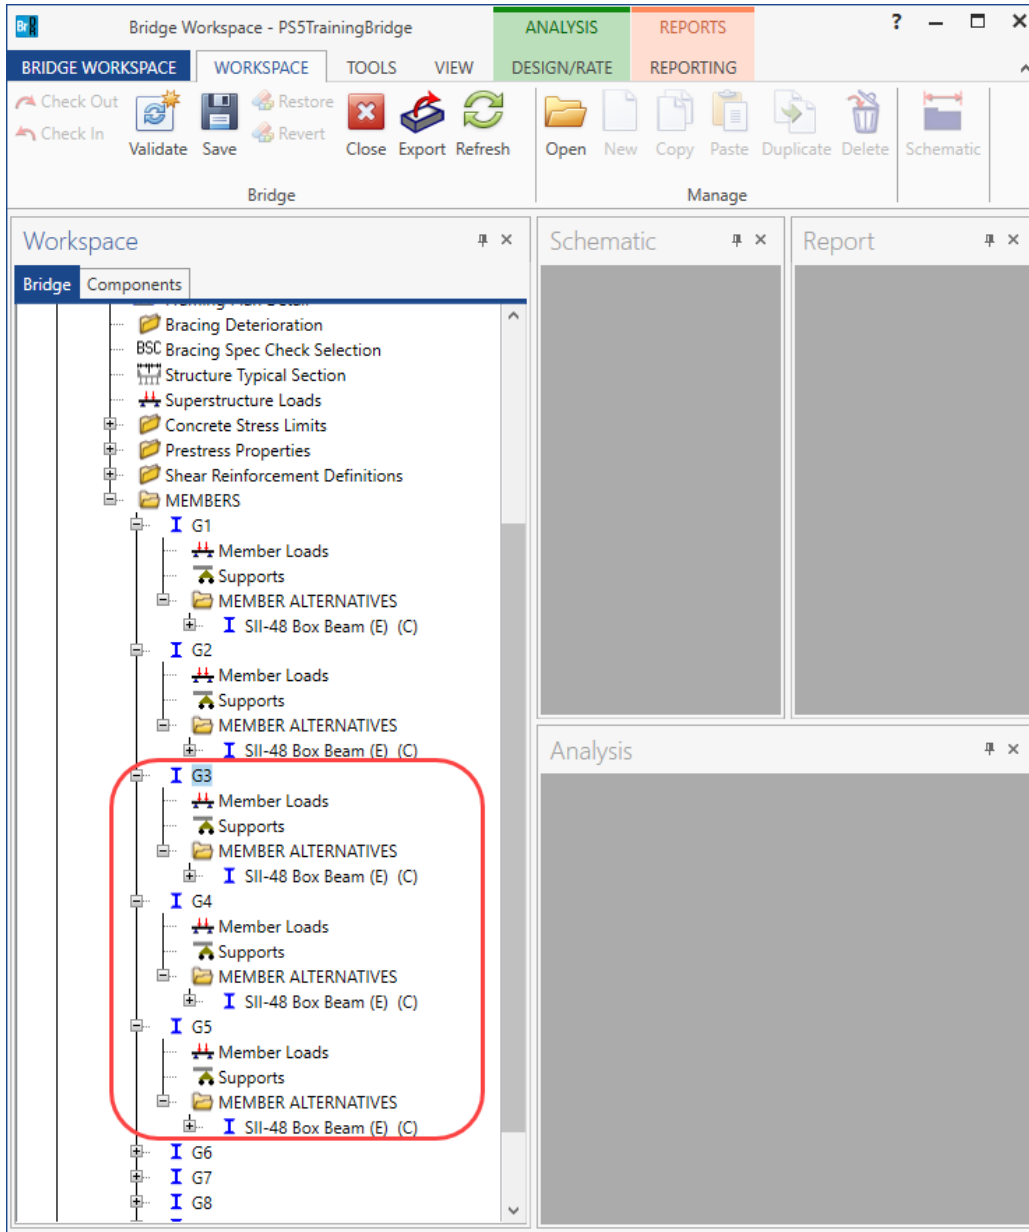 Br R Bridge Workspace - PS5TrainingBridge ANALYSIS REPORTS ?
BRIDGE WORKSPACE WORKSPACE TOOLS VIEW DESIGN/RATE REPORTING
Check Out
Check In
Validate Save
Restore
Revert
Close Export Refresh
Open New Copy Paste Duplicate Delete Schematic
Bridge Manage
Workspace
Schematic
Report
Bridge Components
Bracing Deterioration
BSC Bracing Spec Check Selection
Structure Typical Section
Superstructure Loads
Concrete Stress Limits
Prestress Properties
Shear Reinforcement Definitions
MEMBERS
G1
Member Loads
Supports
MEMBER ALTERNATIVES
SII-48 Box Beam (E) (C)
G2
Member Loads
Supports
MEMBER ALTERNATIVES
SII-48 Box Beam (E) (C)
G3
Member Loads
Supports
MEMBER ALTERNATIVES
SII-48 Box Beam (E) (C)
G4
Member Loads
Supports
MEMBER ALTERNATIVES
SII-48 Box Beam (E) (C)
G5
Member Loads
Supports
MEMBER ALTERNATIVES
SII-48 Box Beam (E) (C)
G6
G7
G8
Analysis